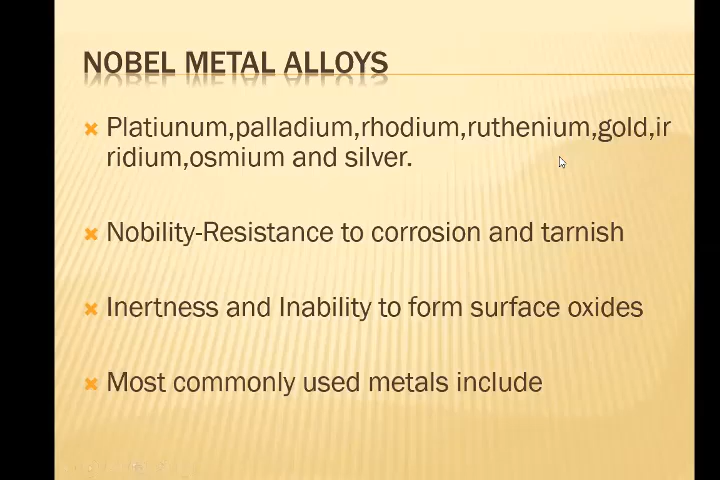 NOBEL METAL ALLOYS
Platiunum,palladium,rhodium,ruthenium,gold,ir
ridium,osmium and silver.
Nobility-Resistance to corrosion and tarnish
Inertness and Inability to form surface oxides
Most commonly used metals include